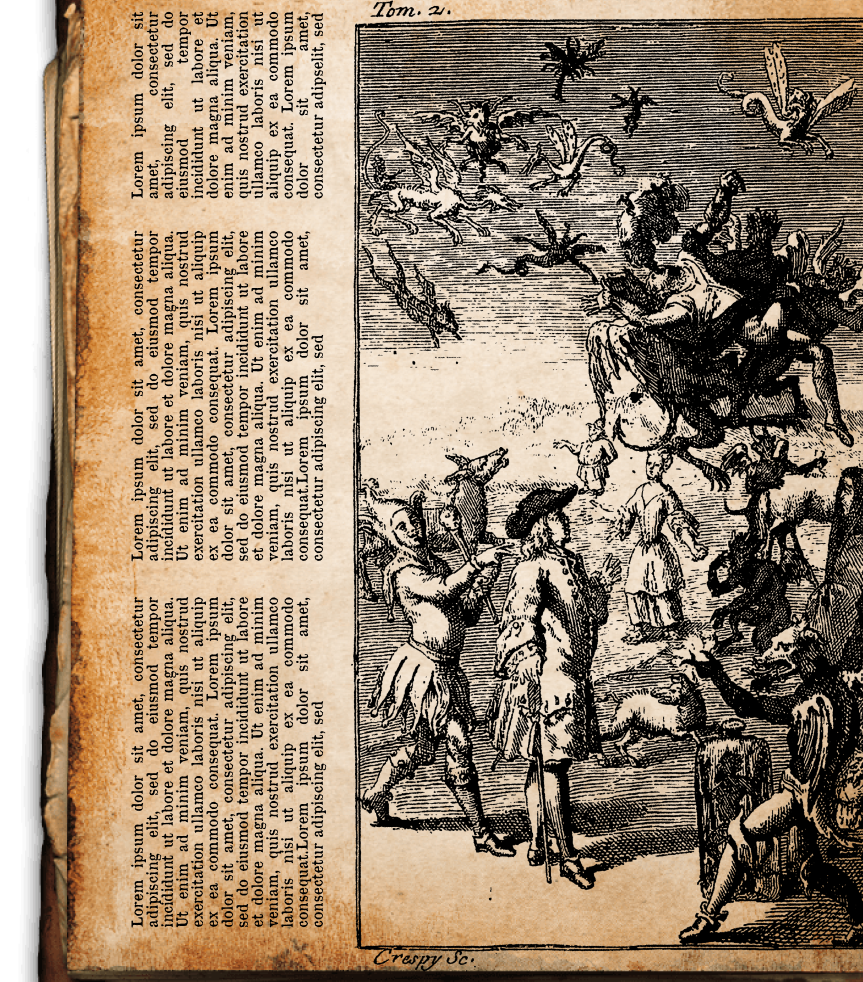 Tom. 2.
Lorem ipsum dolor sit amet, consectetur
adipiscing elit, sed do eiusmod tempor
incididunt ut labore et dolore magna aliqua.
Ut enim ad minim veniam, quis nostrud
exercitation ullamco laboris nisi ut aliquip
ex ea commodo consequat. Lorem ipsum
dolor sit amet, consectetur adipiscing elit,
sed do eiusmod tempor incididunt ut labore
et dolore magna aliqua. Ut enim ad minim
veniam, quis nostrud exercitation ullamco
laboris nisi ut aliquip ex ea commodo
consequat.Lorem ipsum dolor sit amet,
consectetur adipiscing elit, sed
Lorem ipsum dolor sit amet, consectetur
adipiscing elit, sed do eiusmod tempor
incididunt ut labore et dolore magna aliqua.
Ut enim ad minim veniam, quis nostrud
exercitation ullamco laboris nisi ut aliquip
ex ea commodo consequat. Lorem ipsum
dolor sit amet, consectetur adipiscing elit,
sed do eiusmod tempor incididunt ut labore
et dolore magna aliqua. Ut enim ad minim
veniam, quis nostrud exercitation ullamco
laboris nisi ut aliquip ex ea commodo
consequat.Lorem ipsum dolor sit amet,
consectetur adipiscing elit, sed
Lorem ipsum dolor sit
amet, consectetur
adipiscing elit, sed do
eiusmod tempor
incididunt ut labore et
dolore magna aliqua. Ut
enim ad minim veniam,
quis nostrud exercitation
ullamco laboris nisi ut
aliquip ex ea commodo
consequat. Lorem ipsum
dolor sit amet,
consectetur adipselit, sed
Crespy Sc.